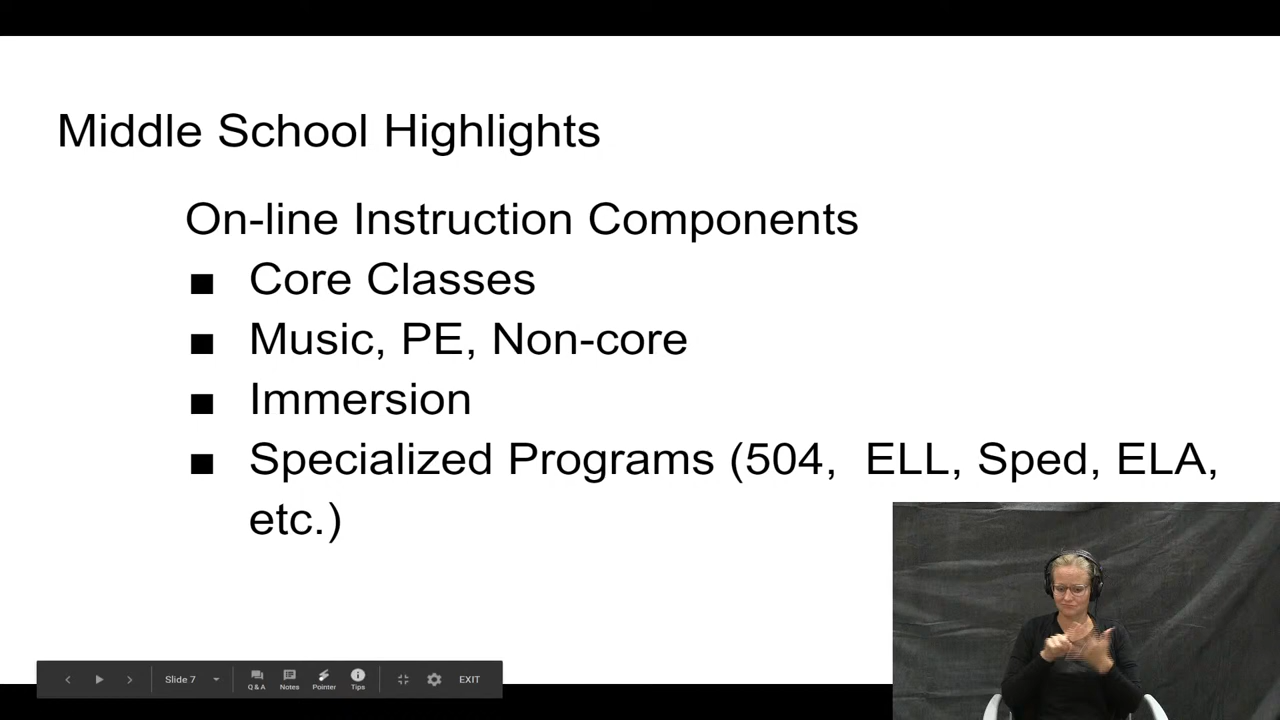 Middle School Highlights
On-line Instruction Components
■ Core Classes
■ Music, PE, Non-core
■ Immersion
■ Specialized Programs (504,  ELL, Sped, ELA,
etc.)
Slide 7
Q & A Notes Pointer Tips EXIT